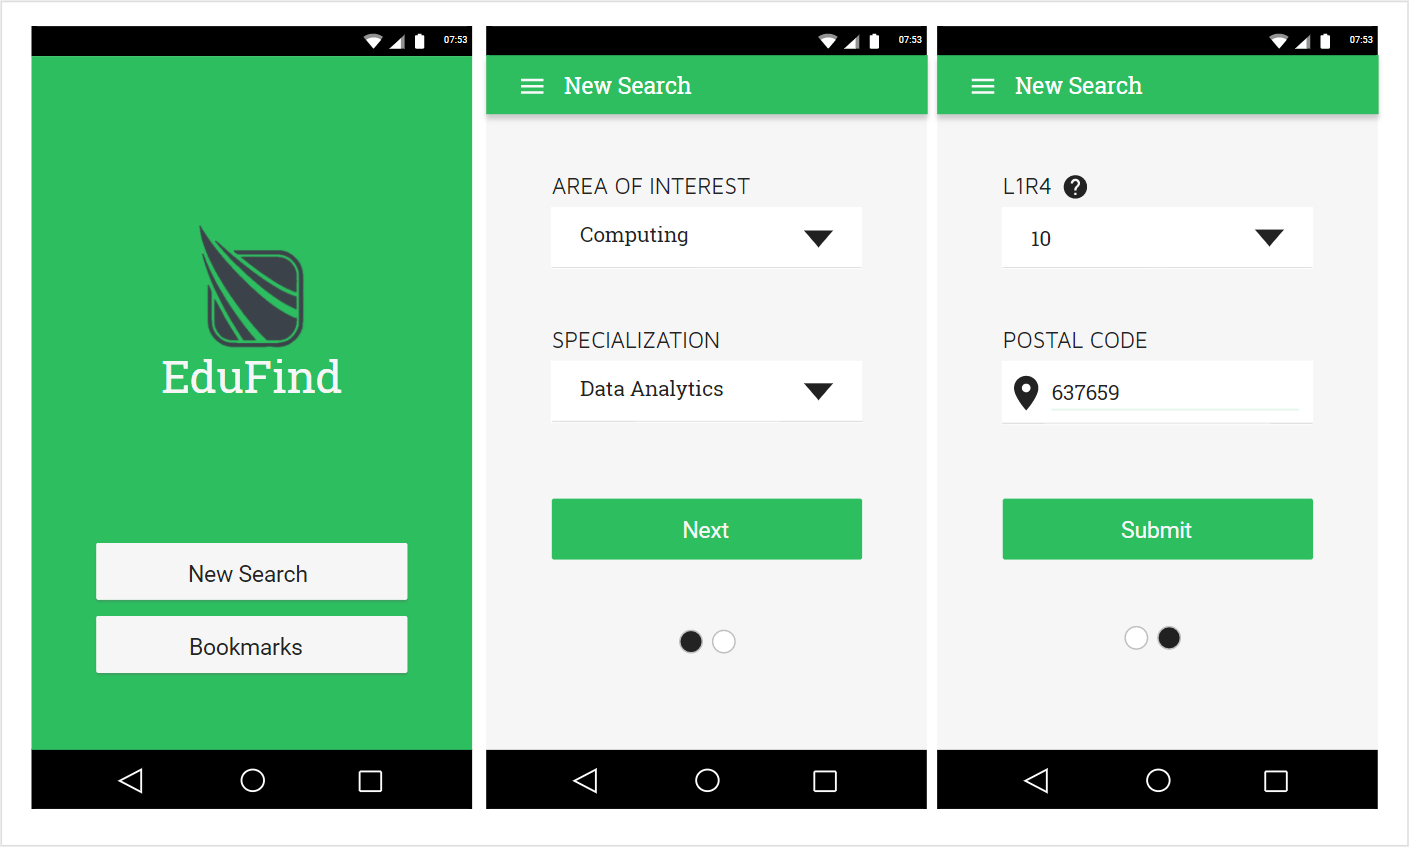 07:53
EduFind
New Search
Bookmarks
07:53
New Search
AREA OF INTEREST
Computing
SPECIALIZATION
Data Analytics
Next
07:53
New Search
L1R4 ?
10
POSTAL CODE
637659
Submit